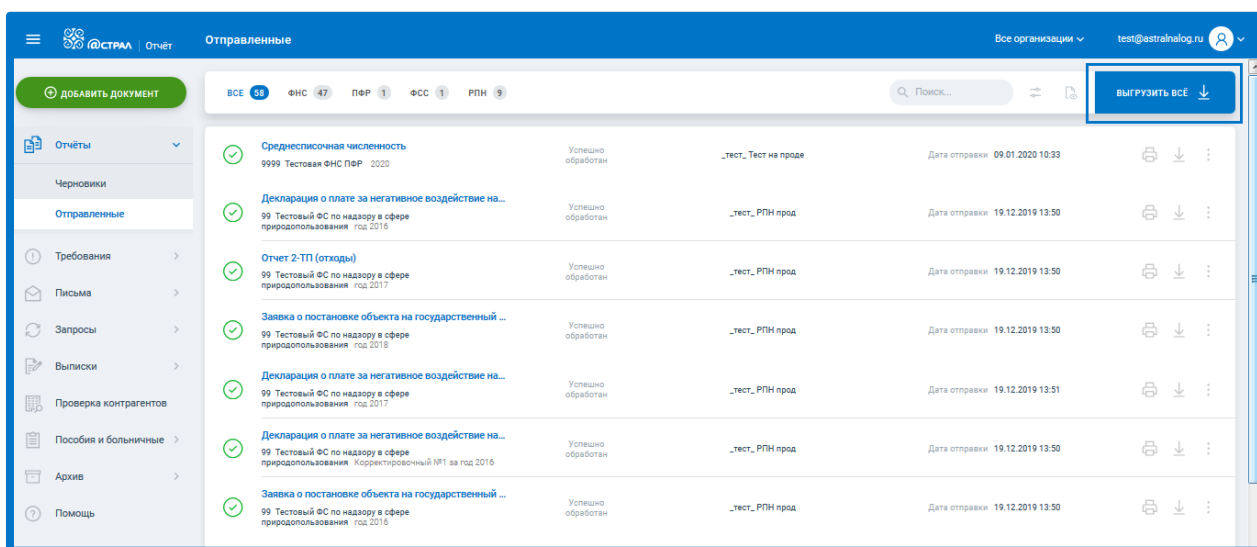 @СТРАЛ | Отчёт
Отправленные
Все организации
test@astralnalog.ru
ДОБАВИТЬ ДОКУМЕНТ
ВСЕ 58 ФНС 47 ПФР 1 ФСС 1 РПН 9
Поиск...
ВЫГРУЗИТЬ ВСЁ
Отчёты
Черновики
Отправленные
Требования
Письма
Запросы
Выписки
Проверка контрагентов
Пособия и больничные
Архив
Помощь
Среднесписочная численность
9999 Тестовая ФНС ПФР 2020
Успешно
обработан
_тест_ Тест на проде
Дата отправки 09.01.2020 10:33
Декларация о плате за негативное воздействие на...
99 Тестовый ФС по надзору в сфере
природопользования год 2016
Успешно
обработан
_тест_ РПН прод
Дата отправки 19.12.2019 13:50
Отчет 2-ТП (отходы)
99 Тестовый ФС по надзору в сфере
природопользования год 2017
Успешно
обработан
_тест_ РПН прод
Дата отправки 19.12.2019 13:50
Заявка о постановке объекта на государственный ...
99 Тестовый ФС по надзору в сфере
природопользования год 2018
Успешно
обработан
_тест_ РПН прод
Дата отправки 19.12.2019 13:50
Декларация о плате за негативное воздействие на...
99 Тестовый ФС по надзору в сфере
природопользования год 2017
Успешно
обработан
_тест_ РПН прод
Дата отправки 19.12.2019 13:51
Декларация о плате за негативное воздействие на...
99 Тестовый ФС по надзору в сфере
природопользования Корректировочный №1 за год 2016
Успешно
обработан
_тест_ РПН прод
Дата отправки 19.12.2019 13:50
Заявка о постановке объекта на государственный ...
99 Тестовый ФС по надзору в сфере
природопользования год 2016
Успешно
обработан
_тест_ РПН прод
Дата отправки 19.12.2019 13:50